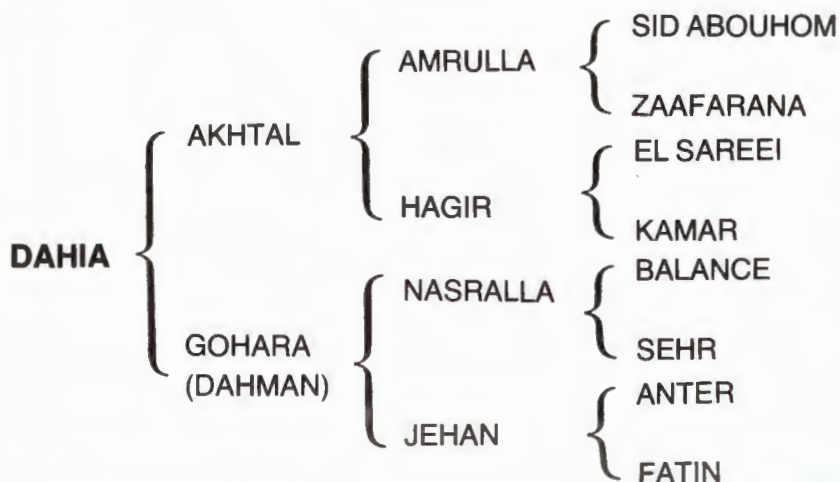 SID ABOUHOM
AMRULLA
ZAAFARANA
AKHTAL
EL SAREEI
HAGIR
KAMAR
DAHIA
BALANCE
NASRALLA
SEHR
GOHARA
(DAHMAN)
ANTER
JEHAN
FATIN